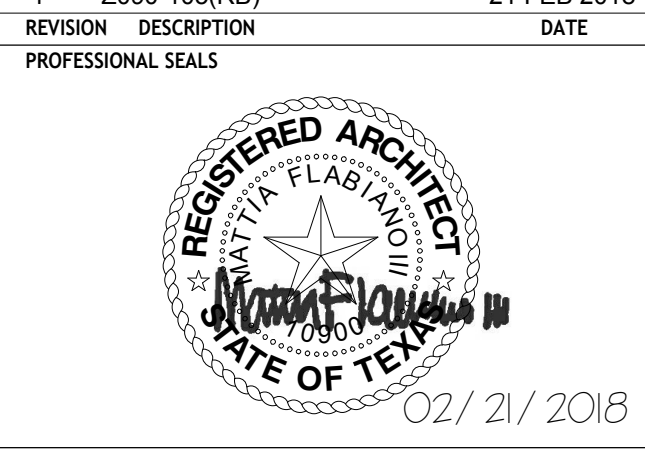 REVISION DESCRIPTION DATE
PROFESSIONAL SEALS
REGISTERED ARCHITECT
MATTIA FLABIANO III
10900
STATE OF TEXAS
02/21/2018